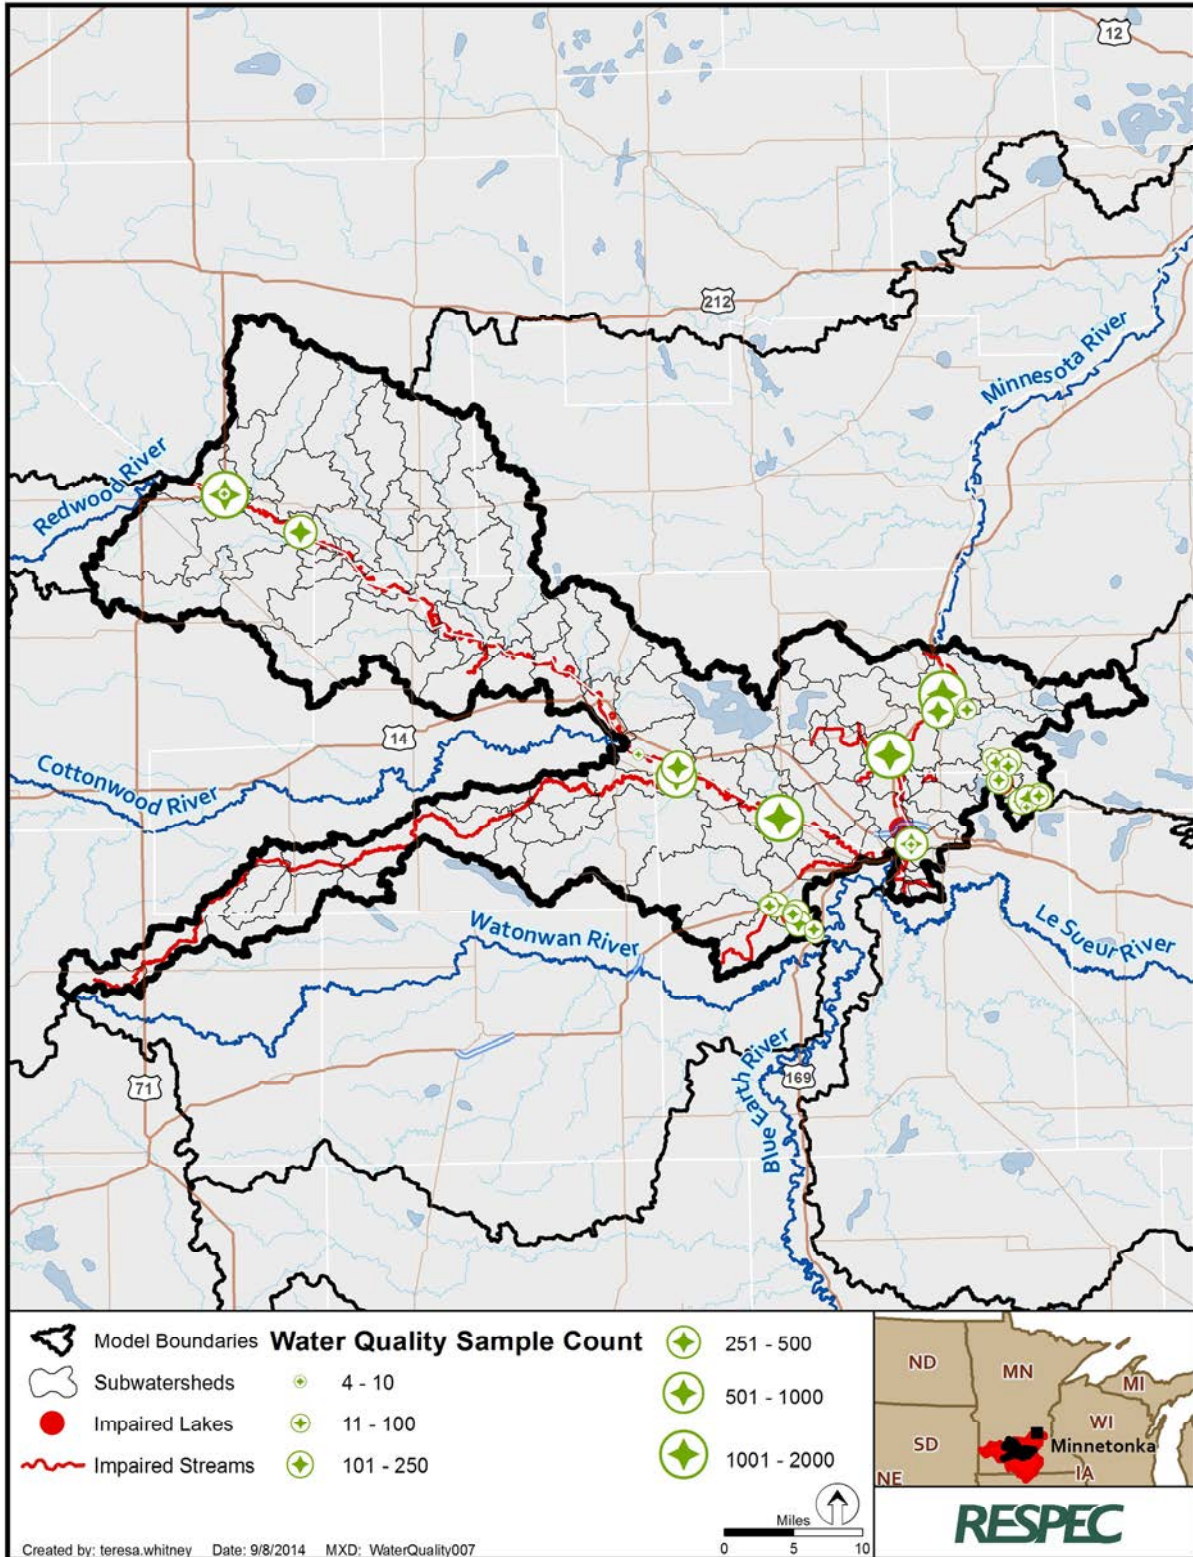 12
212
Minnesota River
Redwood River
14
Cottonwood River
Watonwan River
Le Sueur River
Blue Earth River
71
169
Model Boundaries
Subwatersheds
Impaired Lakes
Impaired Streams
Water Quality Sample Count
4 - 10
11 - 100
101 - 250
251 - 500
501 - 1000
1001 - 2000
Miles
0 5 10
Created by: teresa.whitney Date: 9/8/2014 MXD: WaterQuality007
ND
MN
MI
WI
SD
Minnetonka
NE
IA
RESPEC